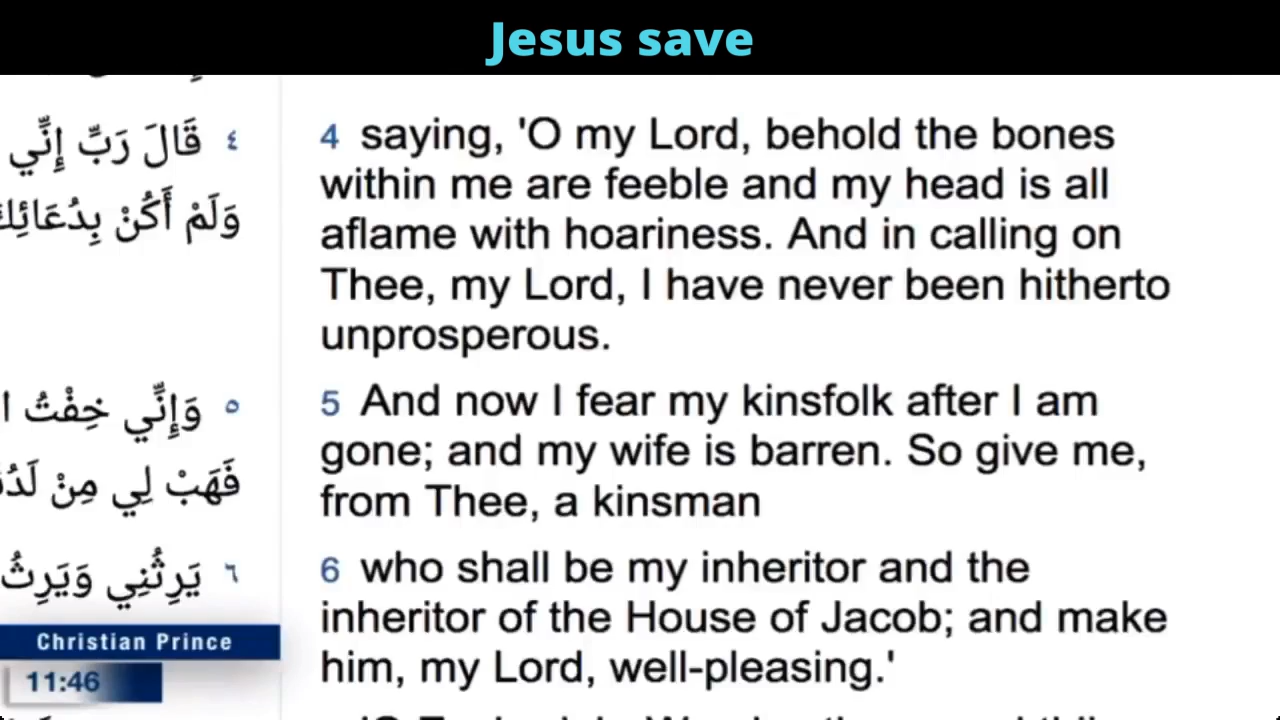 Jesus save
٤ قَالَ رَبِّ إِنِّي
وَلَمْ أَكُنْ
4 saying, 'O my Lord, behold the bones
within me are feeble and my head is all
aflame with hoariness. And in calling on
Thee, my Lord, I have never been hitherto
unprosperous.
٥ وَإِنِّي خِفْتُ
فَهَبْ لِي مِنْ
5 And now I fear my kinsfolk after I am
gone; and my wife is barren. So give me,
from Thee, a kinsman
٦ يَرِثُنِي
6 who shall be my inheritor and the
inheritor of the House of Jacob; and make
him, my Lord, well-pleasing.'
Christian Prince
11:46